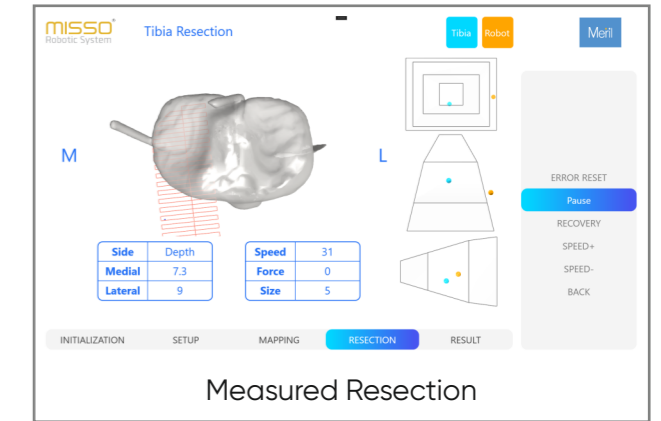 MISSO
Robotic System
Tibia Resection
Tibia
Robot
Meril
M
L
ERROR RESET
Pause
RECOVERY
SPEED+
SPEED-
BACK
Side Depth
Medial 7.3
Lateral 9
Speed 31
Force 0
Size 5
INITIALIZATION SETUP MAPPING RESECTION RESULT
Measured Resection